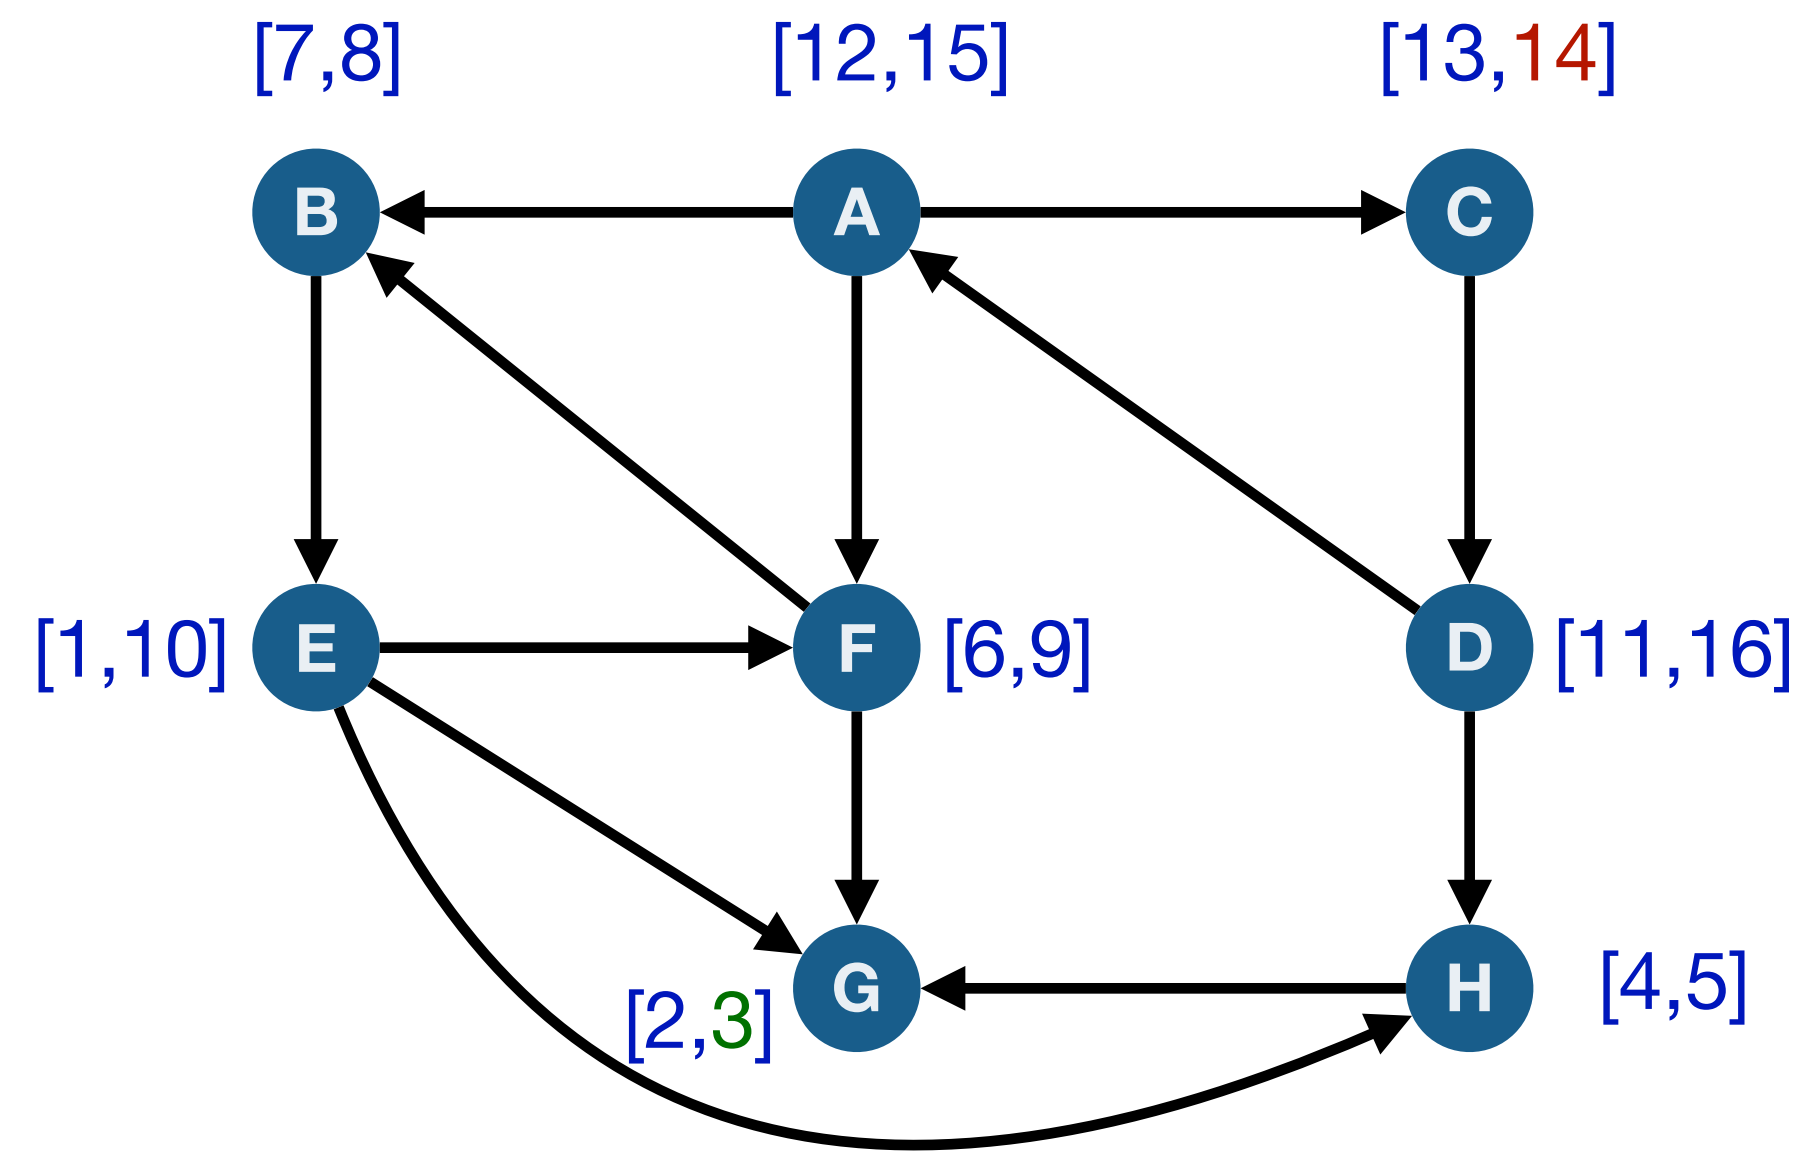 [7,8] [12,15] [13,14]
B A C
[1,10] E F [6,9] D [11,16]
[2,3] G H [4,5]